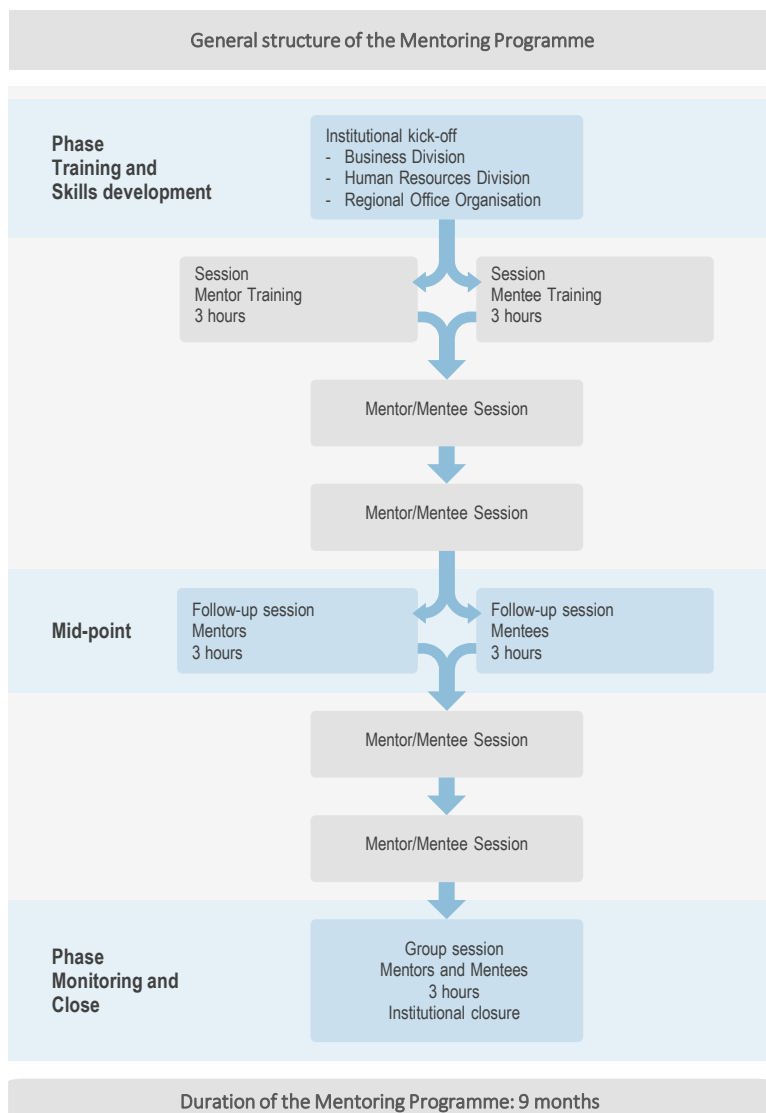 General structure of the Mentoring Programme
Phase
Training and
Skills development
Institutional kick-off
- Business Division
- Human Resources Division
- Regional Office Organisation
Session
Mentor Training
3 hours
Session
Mentee Training
3 hours
Mentor/Mentee Session
Mentor/Mentee Session
Mid-point
Follow-up session
Mentors
3 hours
Follow-up session
Mentees
3 hours
Mentor/Mentee Session
Mentor/Mentee Session
Phase
Monitoring and
Close
Group session
Mentors and Mentees
3 hours
Institutional closure
Duration of the Mentoring Programme: 9 months